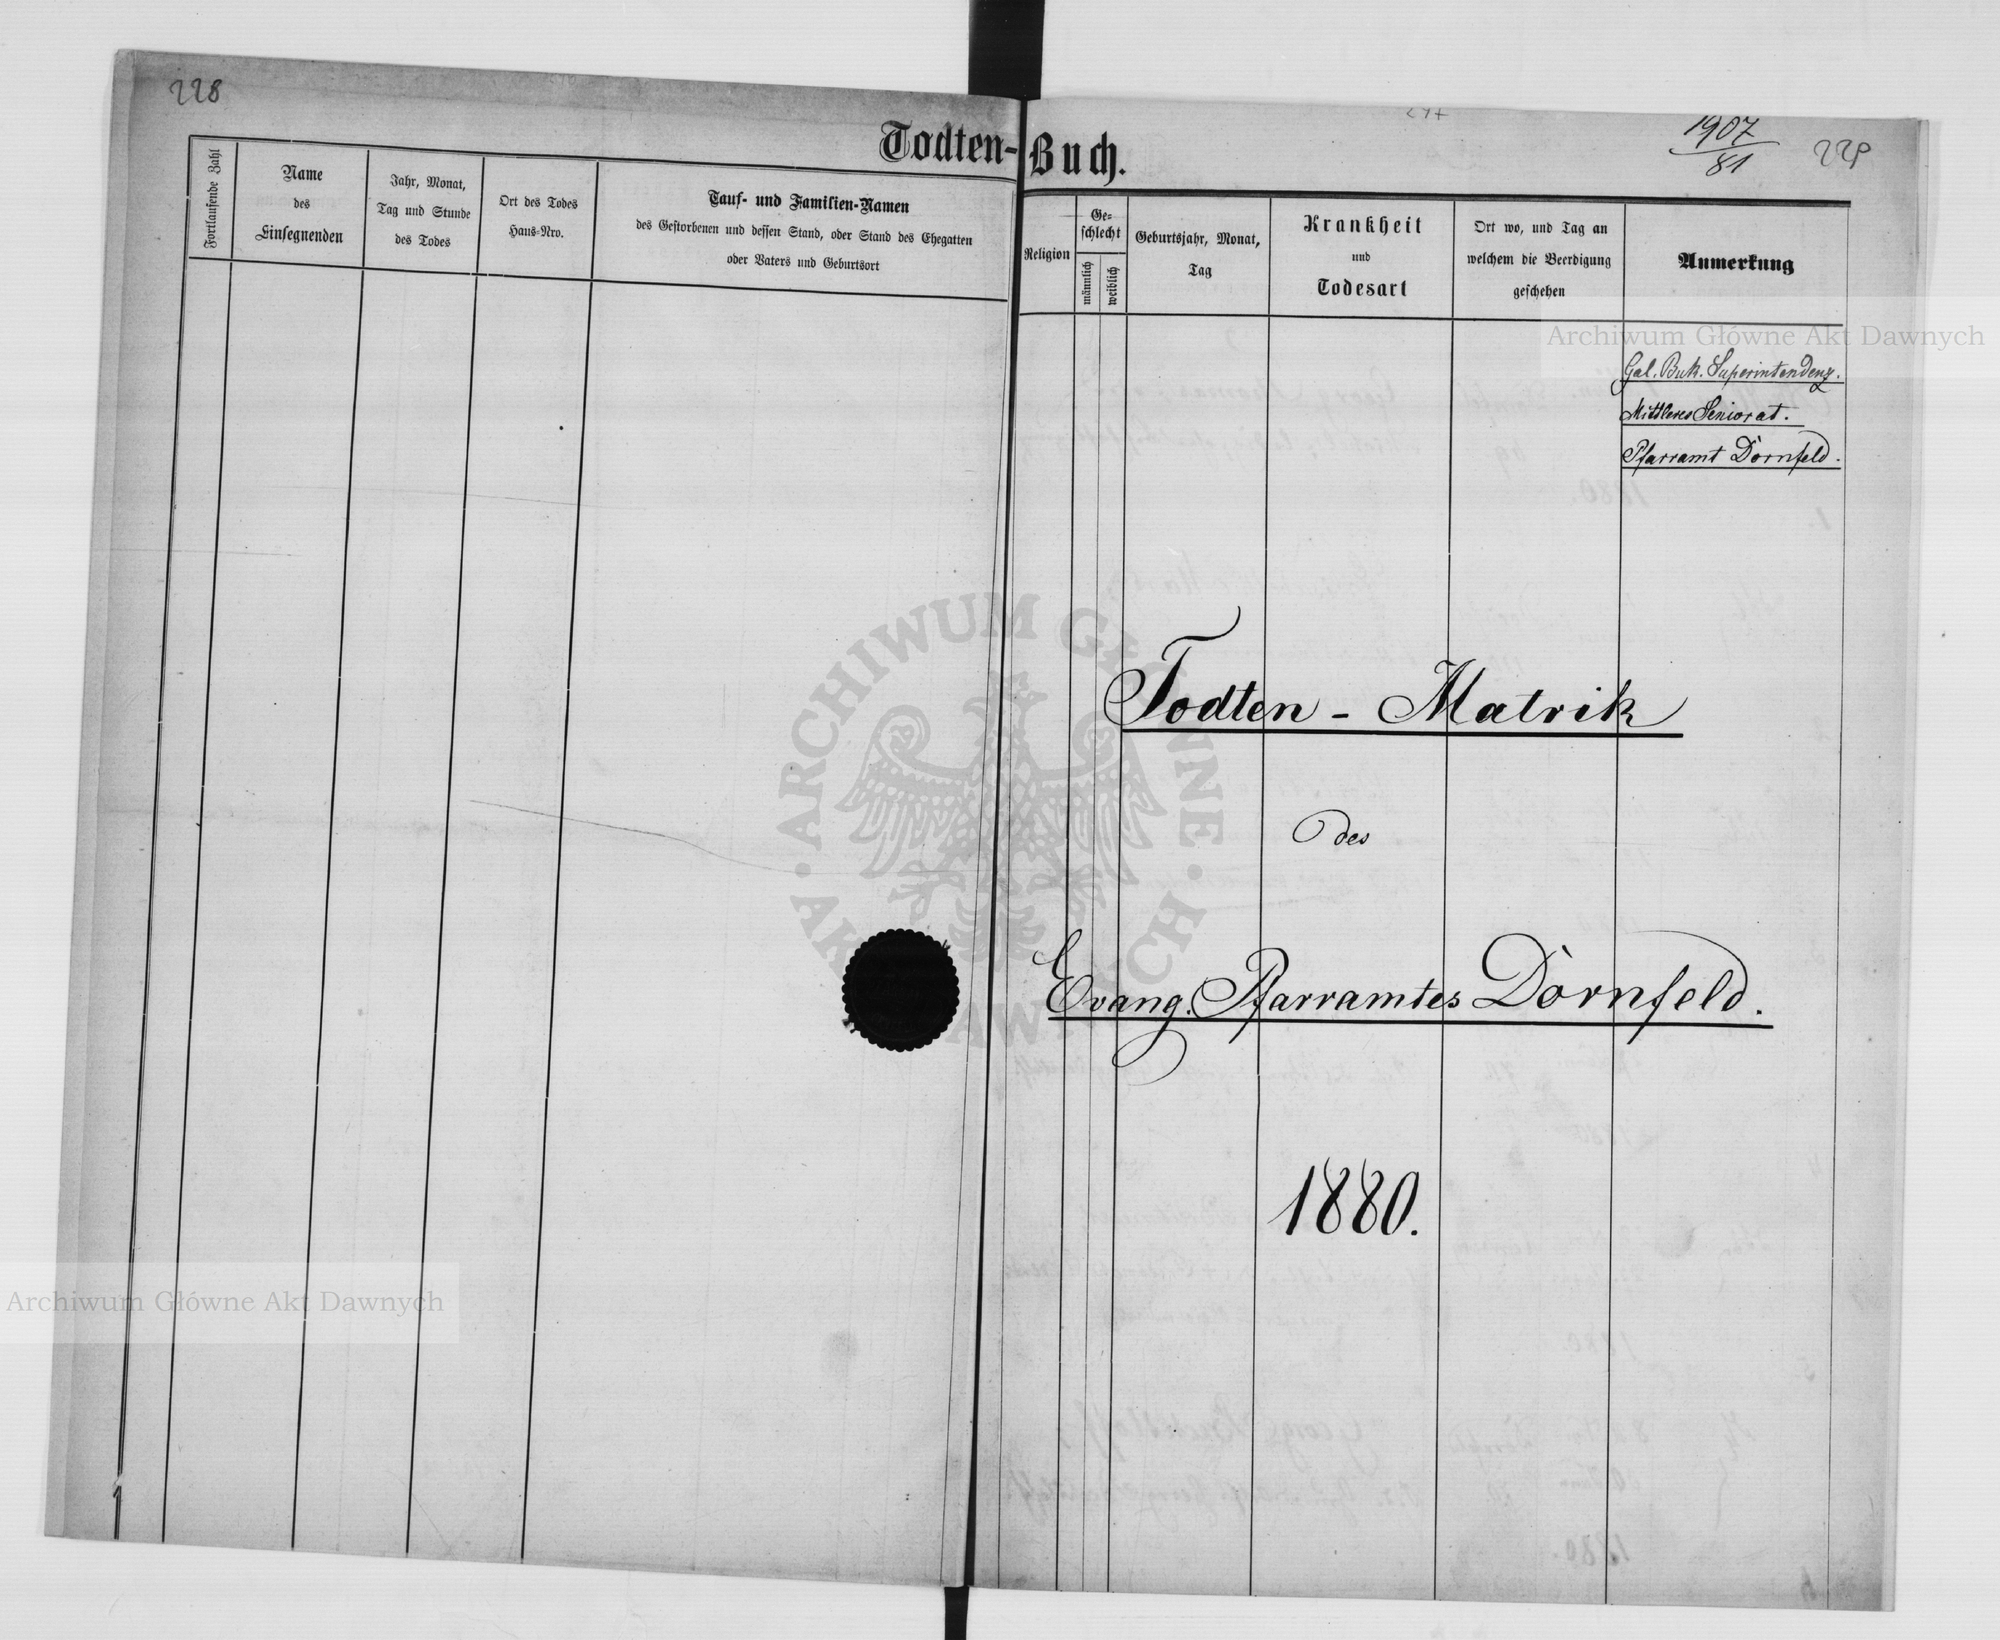 228
Todten-Buch.
1907
81
229
Fortlaufende Zahl
Name
des
Einsegnenden
Jahr, Monat,
Tag und Stunde
des Todes
Ort des Todes
Haus-Nro.
Tauf- und Familien-Namen
des Gestorbenen und dessen Stand, oder Stand des Ehegatten
oder Vaters und Geburtsort
Religion
Ge-
schlecht
männlich
weiblich
Geburtsjahr, Monat,
Tag
Krankheit
und
Todesart
Ort wo, und Tag an
welchem die Beerdigung
geschehen
Anmerkung
Archiwum Główne Akt Dawnych
Gal. Buk. Superintendenz.
Mittleres Seniorat.
Pfarramt Dornfeld.
Todten - Matrik
des
Evang. Pfarramtes Dornfeld.
1880.
ARCHIWUM GŁÓWNE AKT DAWNYCH
Archiwum Główne Akt Dawnych